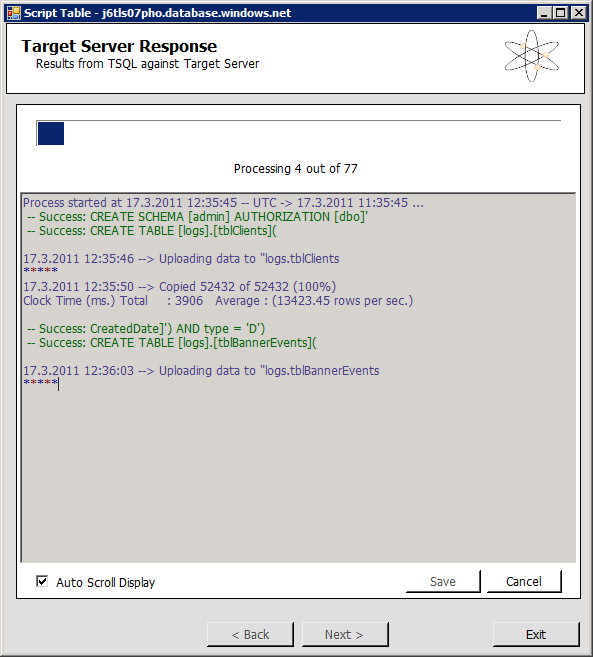 Script Table - j6tls07pho.database.windows.net
Target Server Response
Results from TSQL against Target Server
Processing 4 out of 77
Process started at 17.3.2011 12:35:45 -- UTC -> 17.3.2011 11:35:45 ...
-- Success: CREATE SCHEMA [admin] AUTHORIZATION [dbo]'
-- Success: CREATE TABLE [logs].[tblClients](
17.3.2011 12:35:46 --> Uploading data to "logs.tblClients
*****
17.3.2011 12:35:50 --> Copied 52432 of 52432 (100%)
Clock Time (ms.) Total : 3906 Average : (13423.45 rows per sec.)
-- Success: CreatedDate]') AND type = 'D')
-- Success: CREATE TABLE [logs].[tblBannerEvents](
17.3.2011 12:36:03 --> Uploading data to "logs.tblBannerEvents
*****
Auto Scroll Display
Save
Cancel
< Back
Next >
Exit